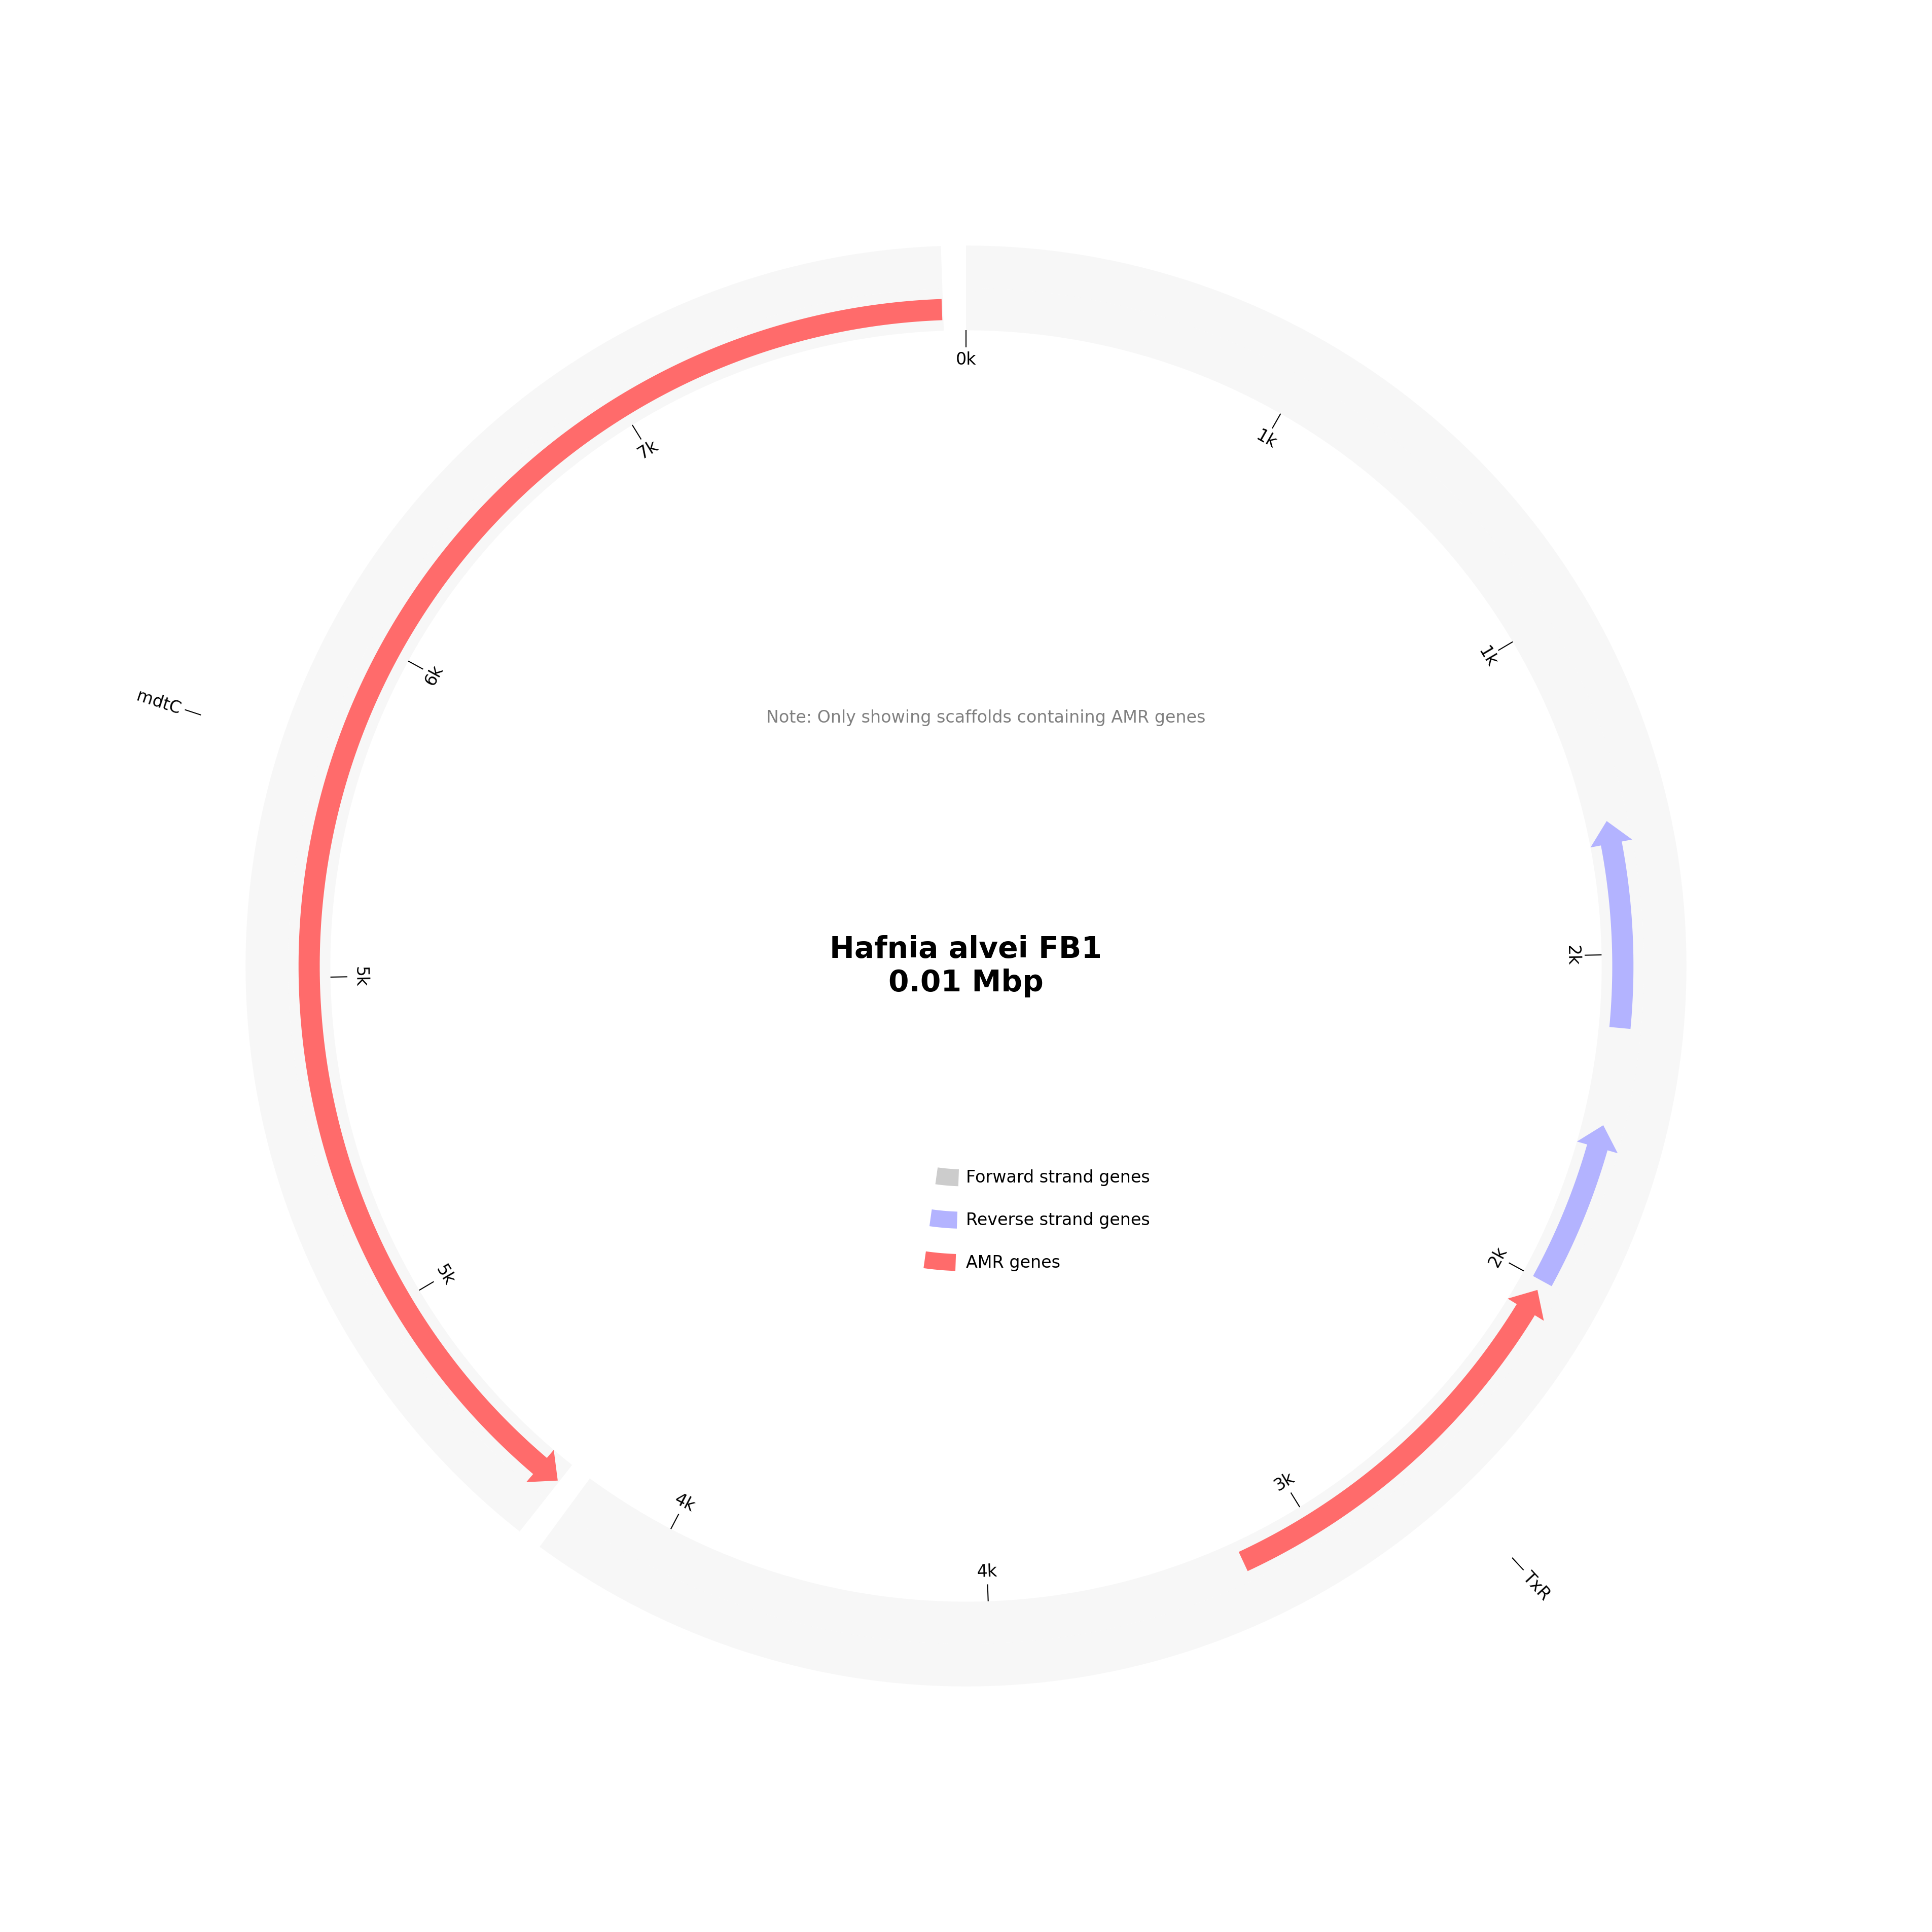 0k
1k
1k
2k
2k
3k
4k
4k
5k
5k
6k
7k
mdtC
TxR
Note: Only showing scaffolds containing AMR genes
Hafnia alvei FB1
0.01 Mbp
Forward strand genes
Reverse strand genes
AMR genes